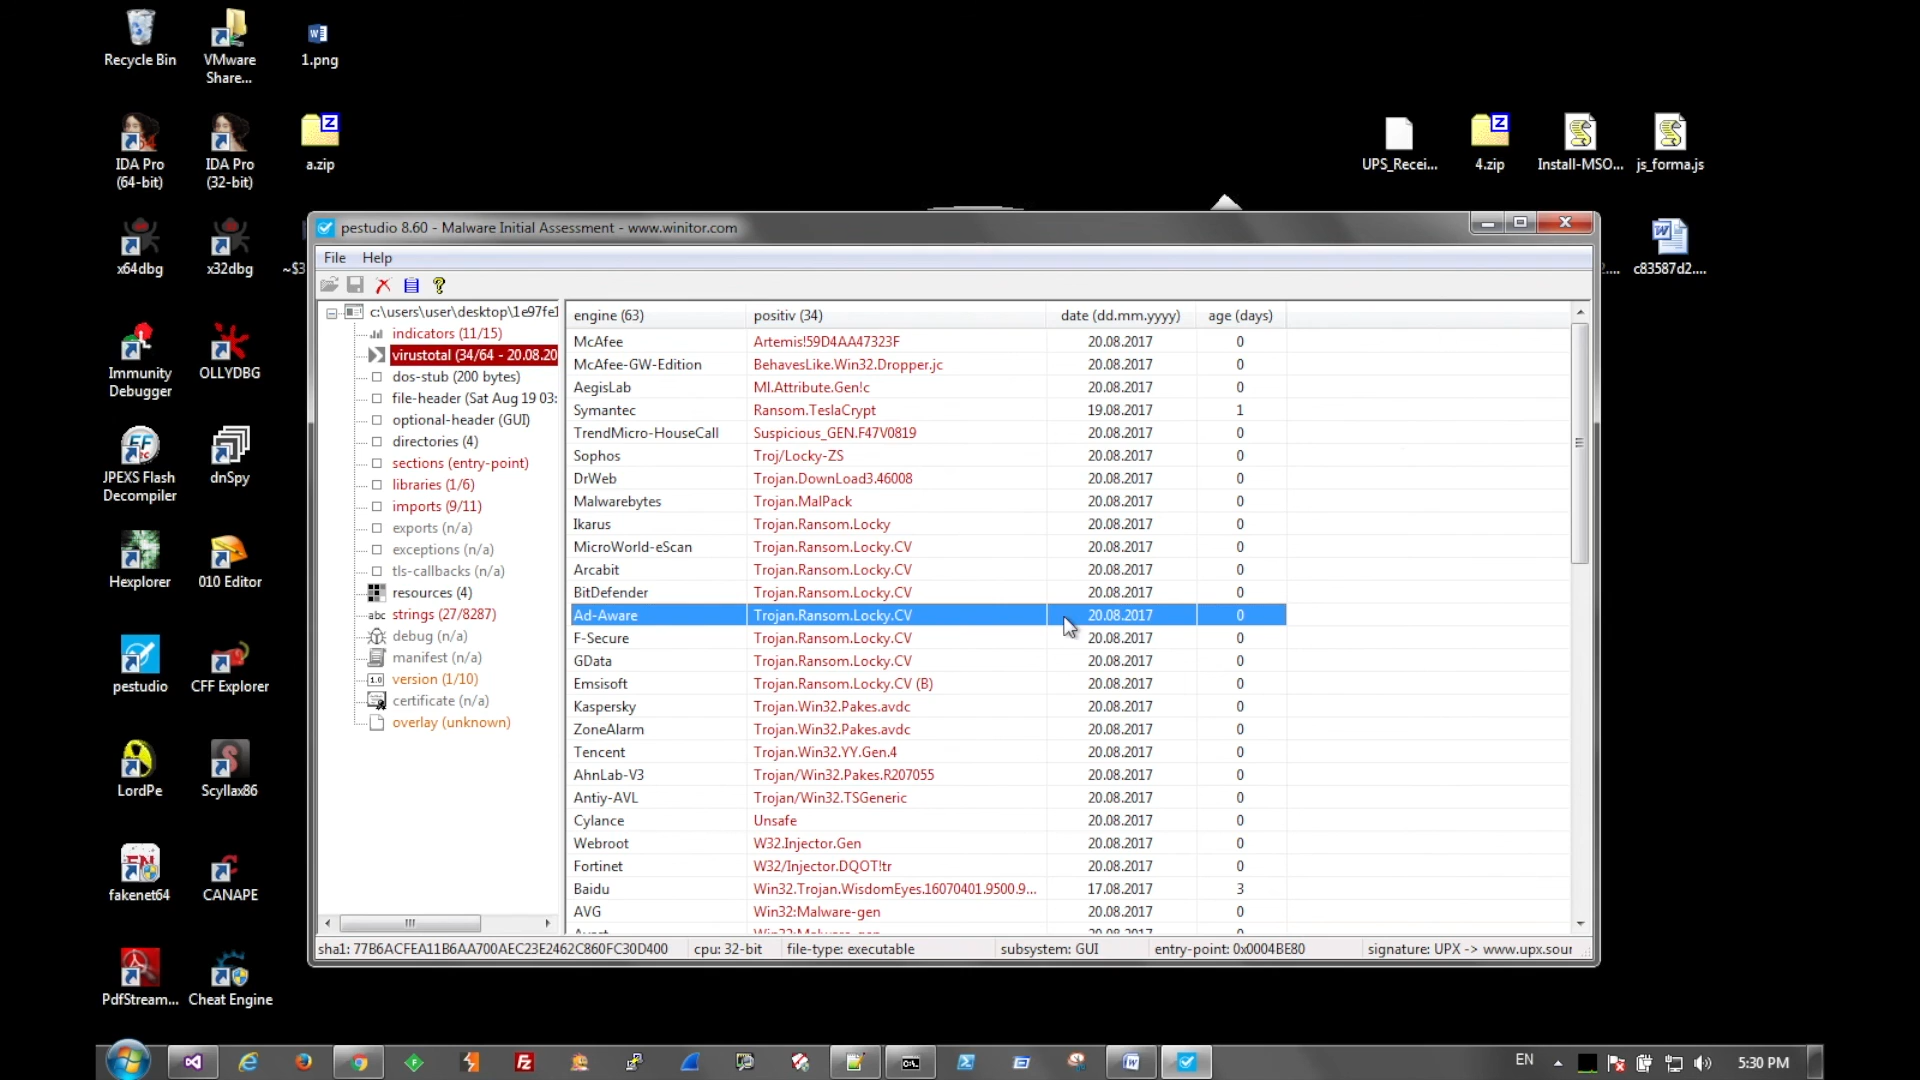 Recycle Bin
VMware Share...
1.png
IDA Pro (64-bit)
IDA Pro (32-bit)
a.zip
UPS_Recei...
4.zip
Install-MSO...
js_forma.js
x64dbg
x32dbg
~$3
...
c83587d2....
Immunity Debugger
OLLYDBG
JPEXS Flash Decompiler
dnSpy
Hexplorer
010 Editor
pestudio
CFF Explorer
LordPe
Scyllax86
fakenet64
CANAPE
PdfStream...
Cheat Engine
pestudio 8.60 - Malware Initial Assessment - www.winitor.com
File Help
c:\users\user\desktop\1e97fe1
indicators (11/15)
virustotal (34/64 - 20.08.20
dos-stub (200 bytes)
file-header (Sat Aug 19 03:
optional-header (GUI)
directories (4)
sections (entry-point)
libraries (1/6)
imports (9/11)
exports (n/a)
exceptions (n/a)
tls-callbacks (n/a)
resources (4)
abc strings (27/8287)
debug (n/a)
manifest (n/a)
1.0 version (1/10)
certificate (n/a)
overlay (unknown)
engine (63) positiv (34) date (dd.mm.yyyy) age (days)
McAfee Artemis!59D4AA47323F 20.08.2017 0
McAfee-GW-Edition BehavesLike.Win32.Dropper.jc 20.08.2017 0
AegisLab Ml.Attribute.Gen!c 20.08.2017 0
Symantec Ransom.TeslaCrypt 19.08.2017 1
TrendMicro-HouseCall Suspicious_GEN.F47V0819 20.08.2017 0
Sophos Troj/Locky-ZS 20.08.2017 0
DrWeb Trojan.DownLoad3.46008 20.08.2017 0
Malwarebytes Trojan.MalPack 20.08.2017 0
Ikarus Trojan.Ransom.Locky 20.08.2017 0
MicroWorld-eScan Trojan.Ransom.Locky.CV 20.08.2017 0
Arcabit Trojan.Ransom.Locky.CV 20.08.2017 0
BitDefender Trojan.Ransom.Locky.CV 20.08.2017 0
Ad-Aware Trojan.Ransom.Locky.CV 20.08.2017 0
F-Secure Trojan.Ransom.Locky.CV 20.08.2017 0
GData Trojan.Ransom.Locky.CV 20.08.2017 0
Emsisoft Trojan.Ransom.Locky.CV (B) 20.08.2017 0
Kaspersky Trojan.Win32.Pakes.avdc 20.08.2017 0
ZoneAlarm Trojan.Win32.Pakes.avdc 20.08.2017 0
Tencent Trojan.Win32.YY.Gen.4 20.08.2017 0
AhnLab-V3 Trojan/Win32.Pakes.R207055 20.08.2017 0
Antiy-AVL Trojan/Win32.TSGeneric 20.08.2017 0
Cylance Unsafe 20.08.2017 0
Webroot W32.Injector.Gen 20.08.2017 0
Fortinet W32/Injector.DQOT!tr 20.08.2017 0
Baidu Win32.Trojan.WisdomEyes.16070401.9500.9... 17.08.2017 3
AVG Win32:Malware-gen 20.08.2017 0
sha1: 77B6ACFEA11B6AA700AEC23E2462C860FC30D400 cpu: 32-bit file-type: executable subsystem: GUI entry-point: 0x0004BE80 signature: UPX -> www.upx.sour
EN 5:30 PM